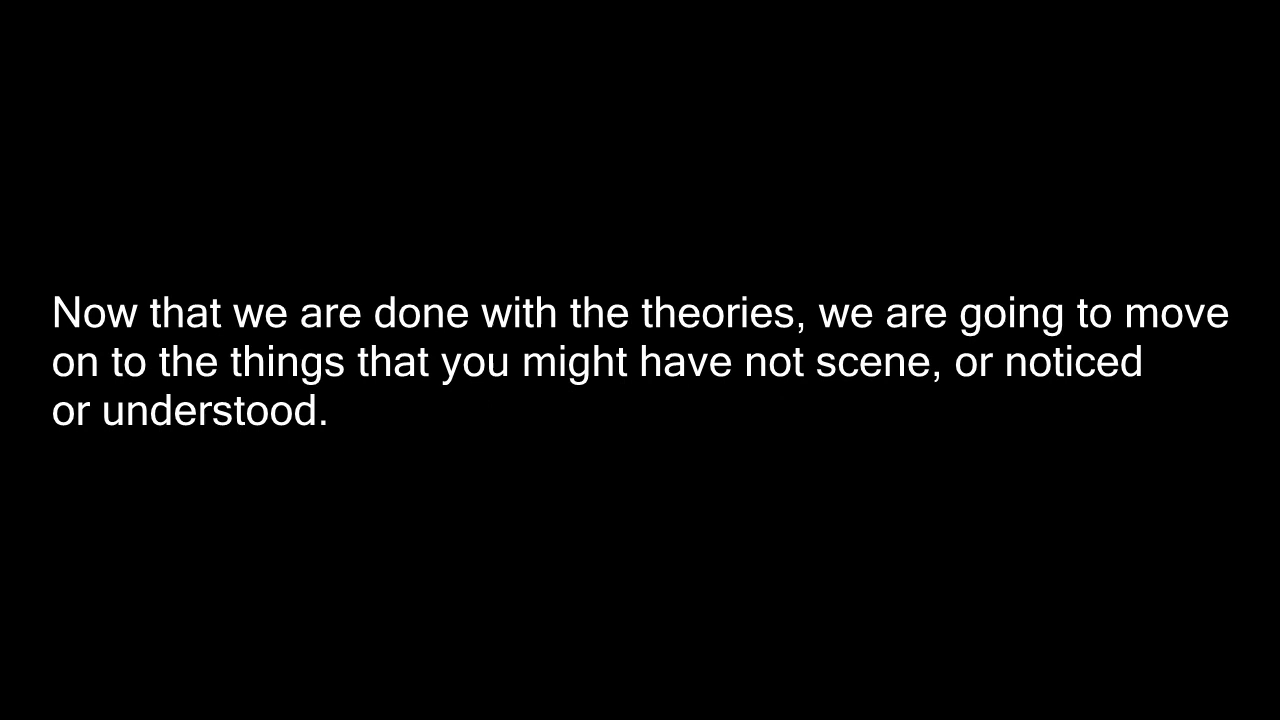 Now that we are done with the theories, we are going to move
on to the things that you might have not scene, or noticed
or understood.